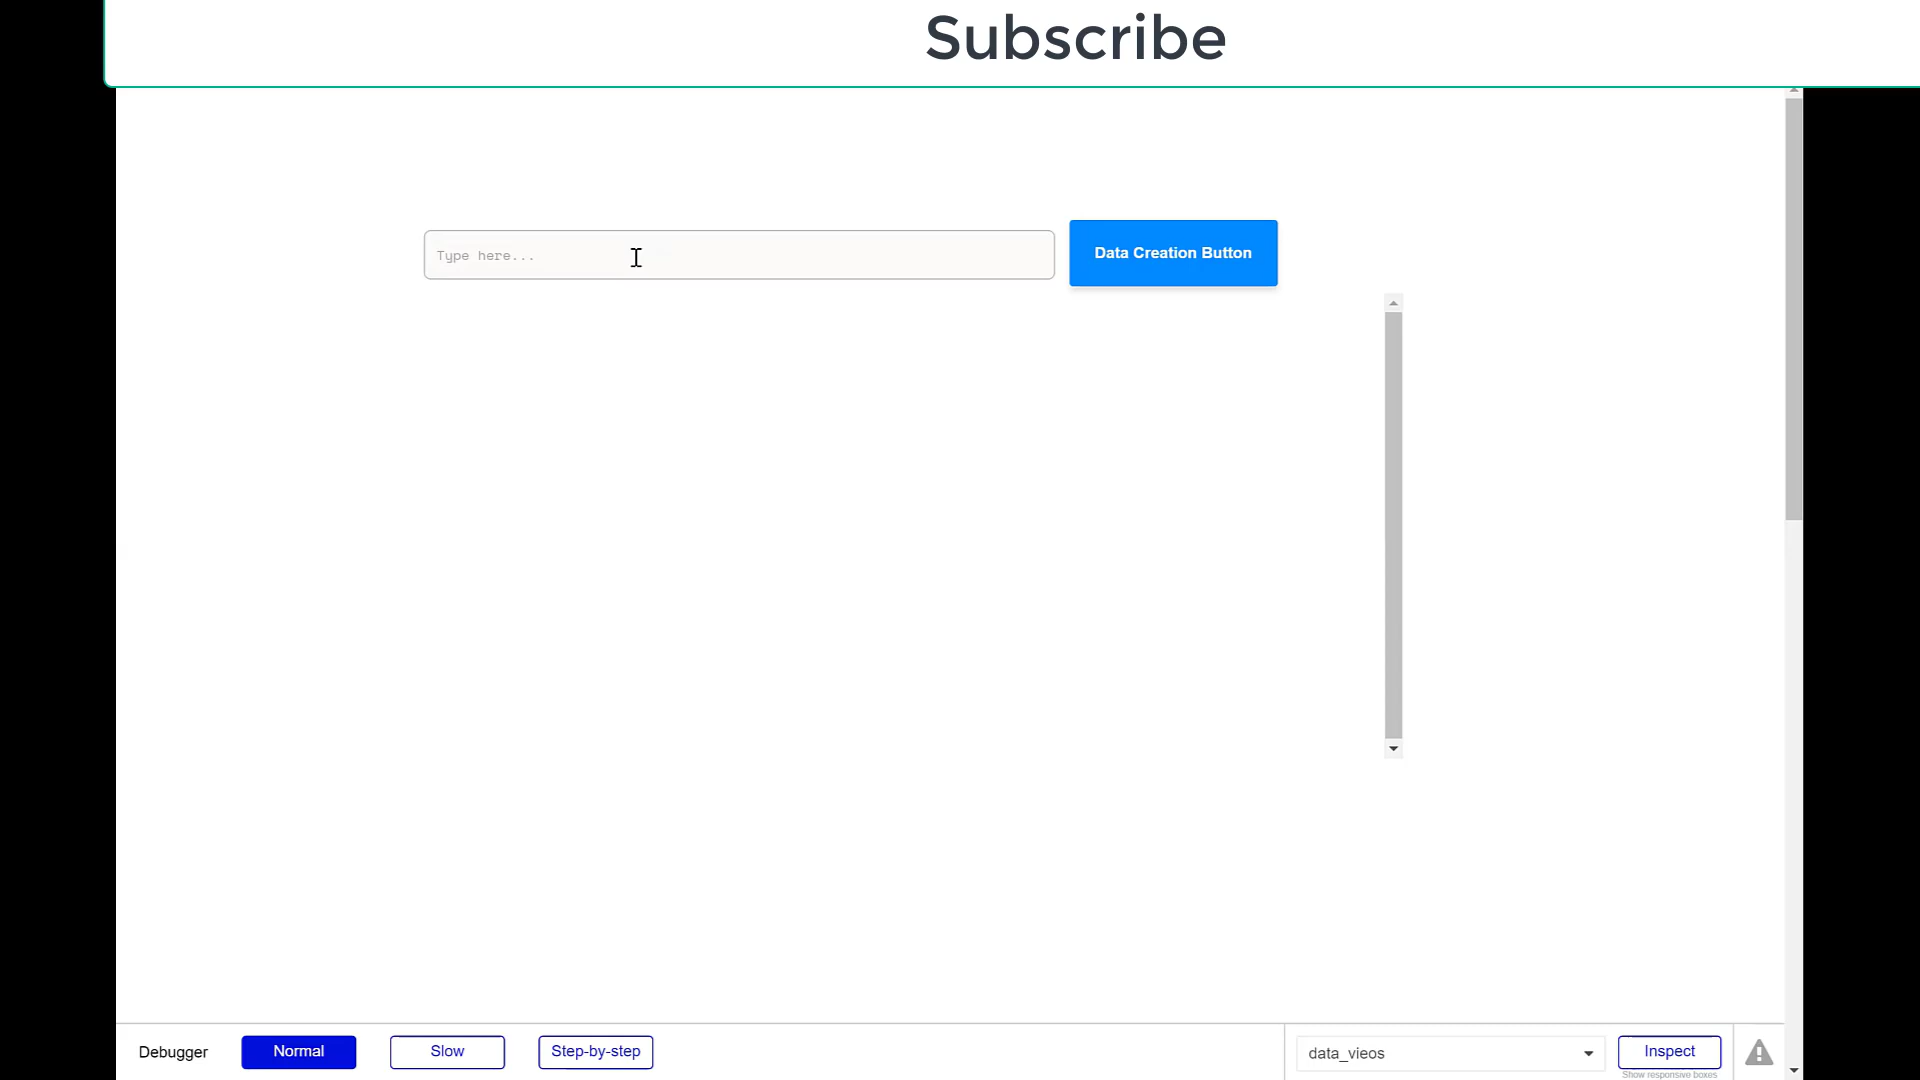 Subscribe
Type here...
Data Creation Button
Debugger
Normal
Slow
Step-by-step
data_vieos
Inspect
Show responsive boxes